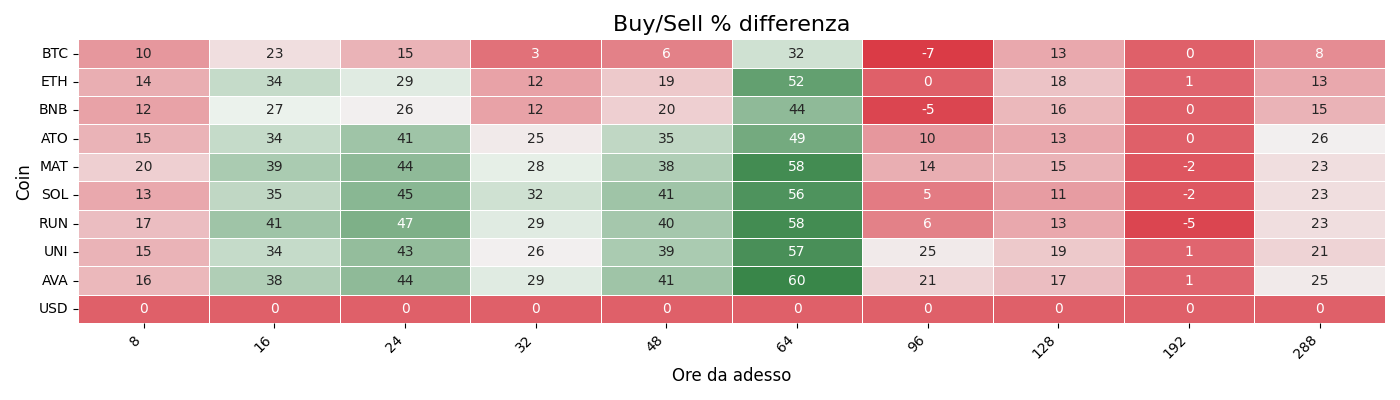 Buy/Sell % differenza
Coin
BTC 10 23 15 3 6 32 -7 13 0 8
ETH 14 34 29 12 19 52 0 18 1 13
BNB 12 27 26 12 20 44 -5 16 0 15
ATO 15 34 41 25 35 49 10 13 0 26
MAT 20 39 44 28 38 58 14 15 -2 23
SOL 13 35 45 32 41 56 5 11 -2 23
RUN 17 41 47 29 40 58 6 13 -5 23
UNI 15 34 43 26 39 57 25 19 1 21
AVA 16 38 44 29 41 60 21 17 1 25
USD 0 0 0 0 0 0 0 0 0 0
8 16 24 32 48 64 96 128 192 288
Ore da adesso